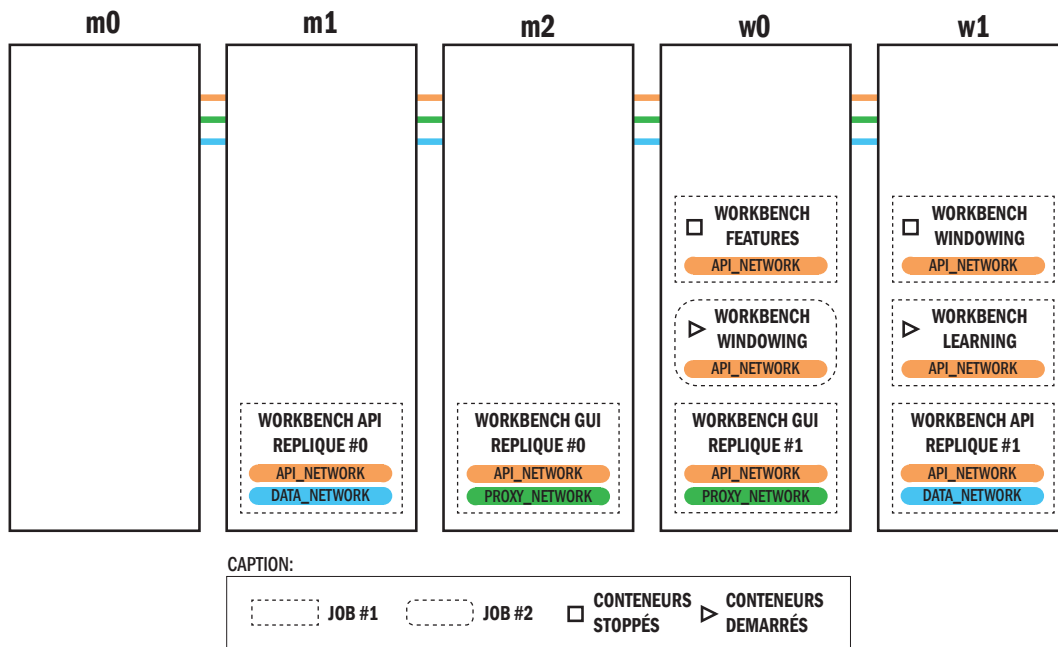 m0
m1
m2
w0
w1
WORKBENCH
FEATURES
API_NETWORK
WORKBENCH
WINDOWING
API_NETWORK
WORKBENCH
WINDOWING
API_NETWORK
WORKBENCH
LEARNING
API_NETWORK
WORKBENCH API
REPLIQUE #0
API_NETWORK
DATA_NETWORK
WORKBENCH GUI
REPLIQUE #0
API_NETWORK
PROXY_NETWORK
WORKBENCH GUI
REPLIQUE #1
API_NETWORK
PROXY_NETWORK
WORKBENCH API
REPLIQUE #1
API_NETWORK
DATA_NETWORK
CAPTION:
JOB #1
JOB #2
CONTENEURS
STOPPÉS
CONTENEURS
DEMARRÉS